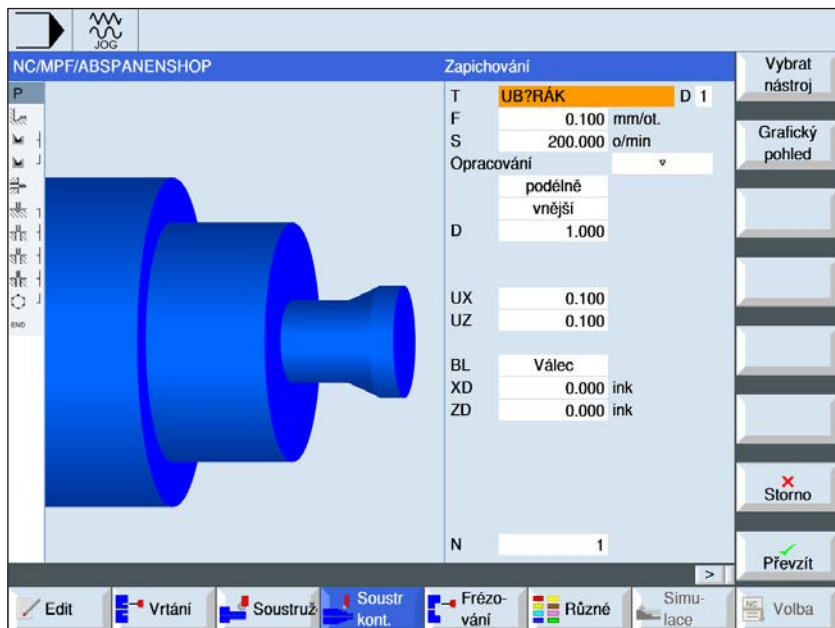 JOG
NC/MPF/ABSPANENSHOP
Zapichování
P
END
T UB?RÁK D 1
F 0.100 mm/ot.
S 200.000 o/min
Opracování ▿
podélně
vnější
D 1.000
UX 0.100
UZ 0.100
BL Válec
XD 0.000 ink
ZD 0.000 ink
N 1
>
Vybrat
nástroj
Grafický
pohled
Storno
Převzít
Edit
Vrtání
Soustruž
Soustr
kont.
Frézo-
vání
Různé
Simu-
lace
NC
Volba